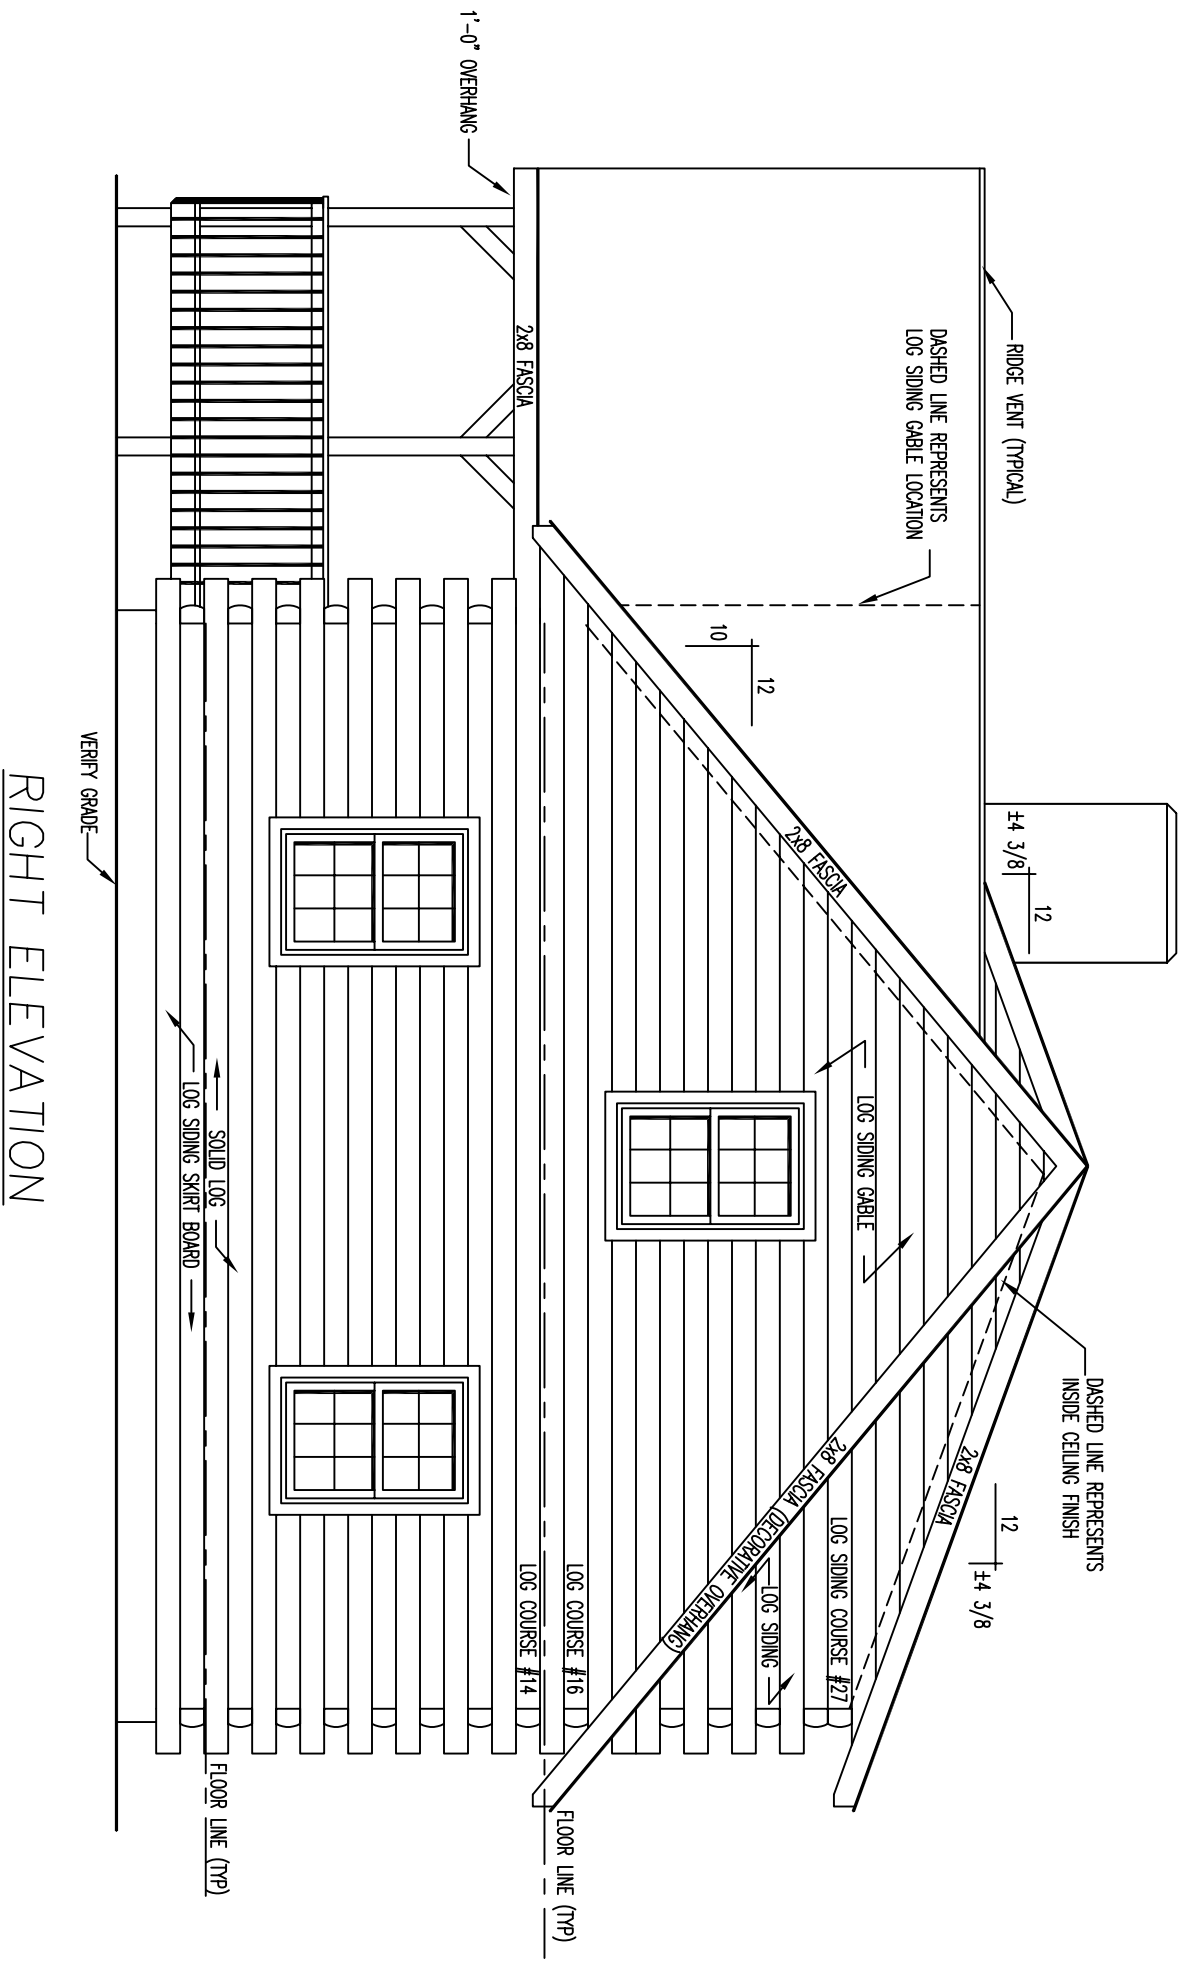 RIDGE VENT (TYPICAL)
DASHED LINE REPRESENTS
LOG SIDING GABLE LOCATION
1'-0" OVERHANG
2x8 FASCIA
10
12
±4 3/8
12
2x8 FASCIA
LOG SIDING GABLE
DASHED LINE REPRESENTS
INSIDE CEILING FINISH
12
±4 3/8
2x8 FASCIA
2x8 FASCIA (DECORATIVE OVERHANG)
LOG SIDING COURSE #27
LOG SIDING
LOG COURSE #16
LOG COURSE #14
FLOOR LINE (TYP)
SOLID LOG
LOG SIDING SKIRT BOARD
FLOOR LINE (TYP)
VERIFY GRADE
RIGHT ELEVATION